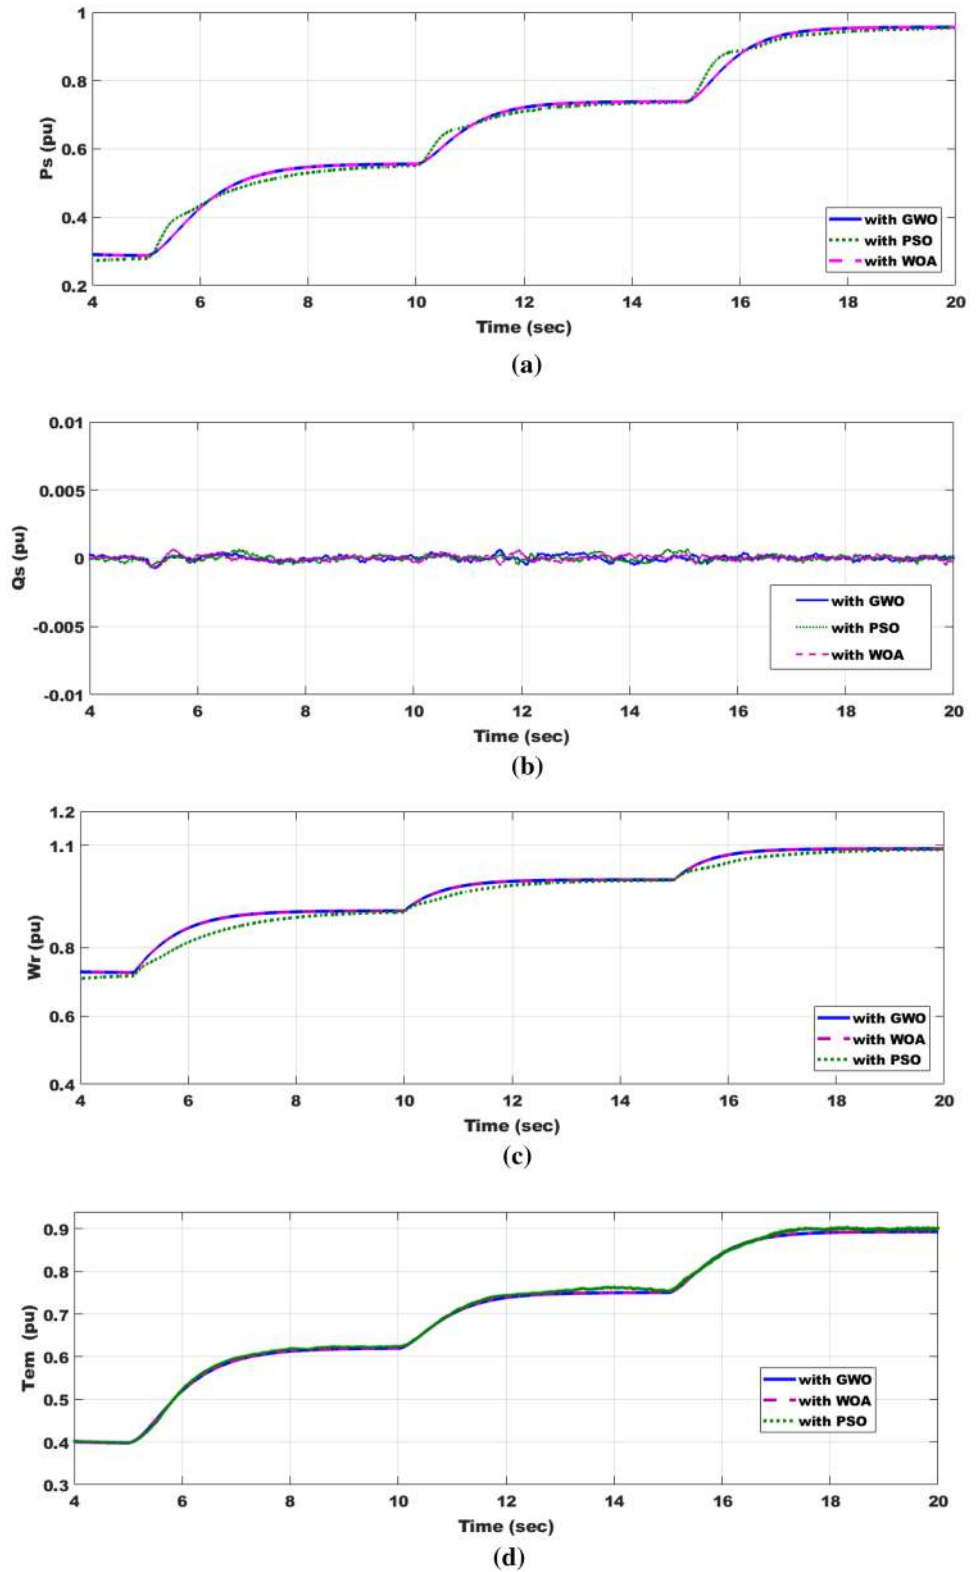 1
0.8
0.6
0.4
0.2
Ps (pu)
with GWO
with PSO
with WOA
4 6 8 10 12 14 16 18 20
Time (sec)
(a)
0.01
0.005
0
-0.005
-0.01
Qs (pu)
with GWO
with PSO
with WOA
4 6 8 10 12 14 16 18 20
Time (sec)
(b)
1.2
1.1
0.8
0.6
0.4
Wr (pu)
with GWO
with WOA
with PSO
4 6 8 10 12 14 16 18 20
Time (sec)
(c)
0.9
0.8
0.7
0.6
0.5
0.4
0.3
Tem (pu)
with GWO
with WOA
with PSO
4 6 8 10 12 14 16 18 20
Time (sec)
(d)